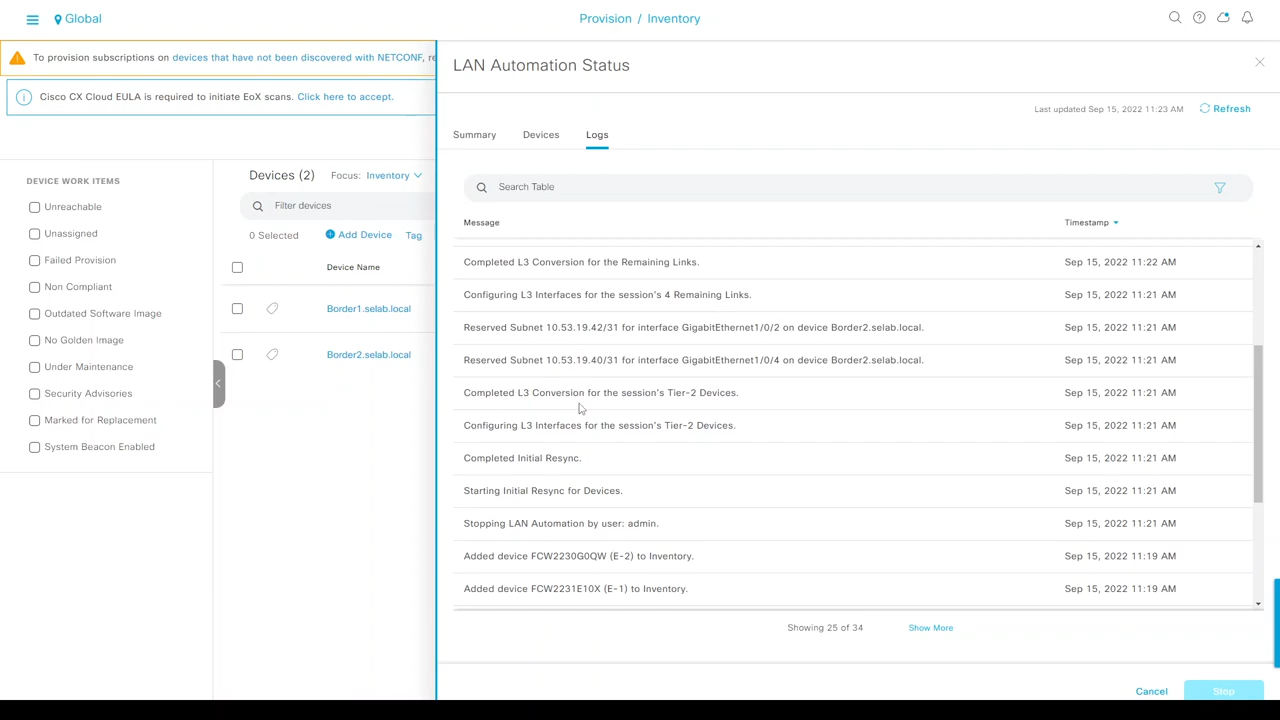 Global
Provision / Inventory
To provision subscriptions on devices that have not been discovered with NETCONF, re
Cisco CX Cloud EULA is required to initiate EoX scans. Click here to accept.
DEVICE WORK ITEMS
Unreachable
Unassigned
Failed Provision
Non Compliant
Outdated Software Image
No Golden Image
Under Maintenance
Security Advisories
Marked for Replacement
System Beacon Enabled
Devices (2) Focus: Inventory
Filter devices
0 Selected Add Device Tag
Device Name
Border1.selab.local
Border2.selab.local
LAN Automation Status
Last updated Sep 15, 2022 11:23 AM Refresh
Summary Devices Logs
Search Table
Message Timestamp
Completed L3 Conversion for the Remaining Links. Sep 15, 2022 11:22 AM
Configuring L3 Interfaces for the session's 4 Remaining Links. Sep 15, 2022 11:21 AM
Reserved Subnet 10.53.19.42/31 for interface GigabitEthernet1/0/2 on device Border2.selab.local. Sep 15, 2022 11:21 AM
Reserved Subnet 10.53.19.40/31 for interface GigabitEthernet1/0/4 on device Border2.selab.local. Sep 15, 2022 11:21 AM
Completed L3 Conversion for the session's Tier-2 Devices. Sep 15, 2022 11:21 AM
Configuring L3 Interfaces for the session's Tier-2 Devices. Sep 15, 2022 11:21 AM
Completed Initial Resync. Sep 15, 2022 11:21 AM
Starting Initial Resync for Devices. Sep 15, 2022 11:21 AM
Stopping LAN Automation by user: admin. Sep 15, 2022 11:21 AM
Added device FCW2230G0QW (E-2) to Inventory. Sep 15, 2022 11:19 AM
Added device FCW2231E10X (E-1) to Inventory. Sep 15, 2022 11:19 AM
Showing 25 of 34 Show More
Cancel Stop